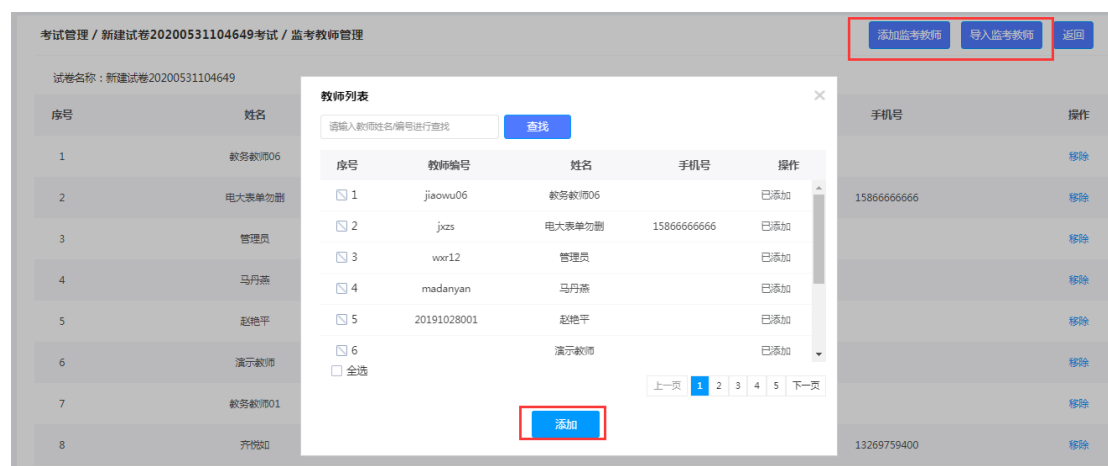 考试管理 / 新建试卷20200531104649考试 / 监考教师管理 添加监考教师 导入监考教师 返回
试卷名称：新建试卷20200531104649
序号 姓名 手机号 操作
1 教务教师06 移除
2 电大表单勿删 15866666666 移除
3 管理员 移除
4 马丹燕 移除
5 赵艳平 移除
6 演示教师 移除
7 教务教师01 移除
8 齐悦如 13269759400 移除
教师列表 ×
请输入教师姓名/编号进行查找 查找
序号 教师编号 姓名 手机号 操作
1 jiaowu06 教务教师06 已添加
2 jxzs 电大表单勿删 15866666666 已添加
3 wxr12 管理员 已添加
4 madanyan 马丹燕 已添加
5 20191028001 赵艳平 已添加
6 演示教师 已添加
全选
上一页 1 2 3 4 5 下一页
添加